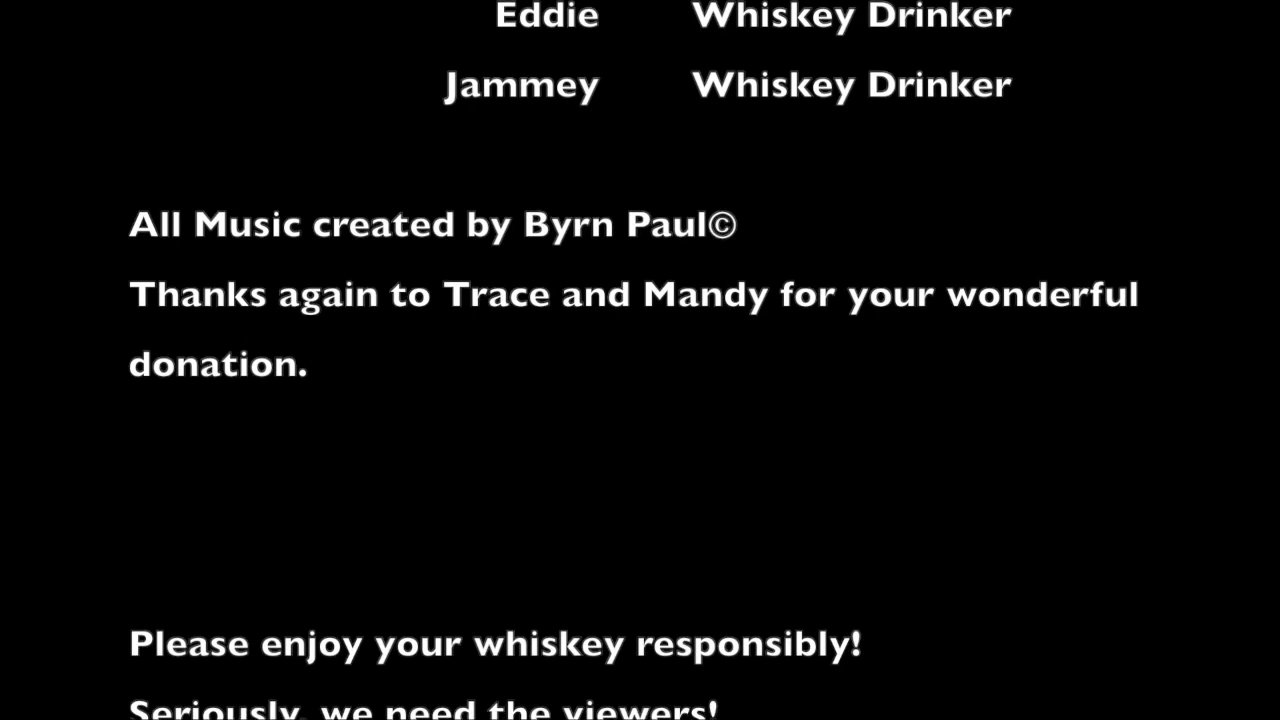 Eddie Whiskey Drinker
Jammey Whiskey Drinker
All Music created by Byrn Paul©
Thanks again to Trace and Mandy for your wonderful
donation.
Please enjoy your whiskey responsibly!
Seriously, we need the viewers!